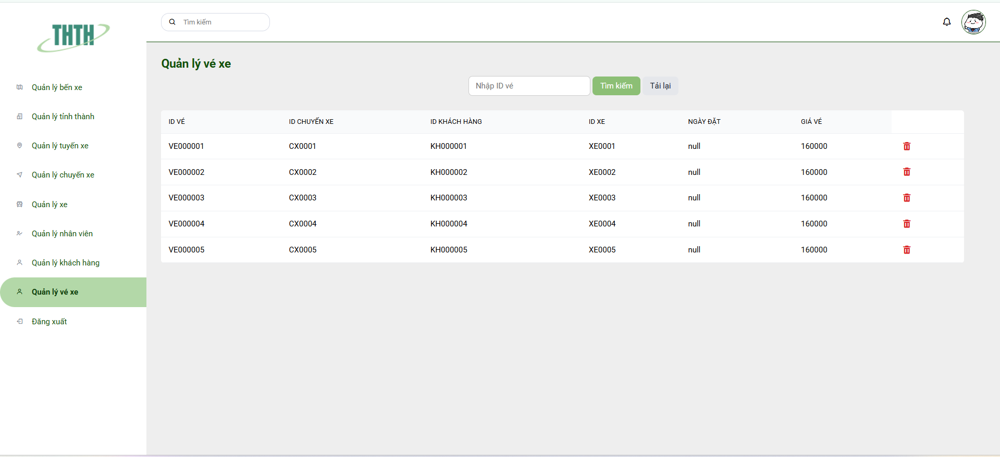 THTH
Tìm kiếm
Quản lý bến xe
Quản lý tỉnh thành
Quản lý tuyến xe
Quản lý chuyến xe
Quản lý xe
Quản lý nhân viên
Quản lý khách hàng
Quản lý vé xe
Đăng xuất
Quản lý vé xe
Nhập ID vé Tìm kiếm Tải lại
ID VÉ ID CHUYẾN XE ID KHÁCH HÀNG ID XE NGÀY ĐẶT GIÁ VÉ
VE000001 CX0001 KH000001 XE0001 null 160000
VE000002 CX0002 KH000002 XE0002 null 160000
VE000003 CX0003 KH000003 XE0003 null 160000
VE000004 CX0004 KH000004 XE0004 null 160000
VE000005 CX0005 KH000005 XE0005 null 160000